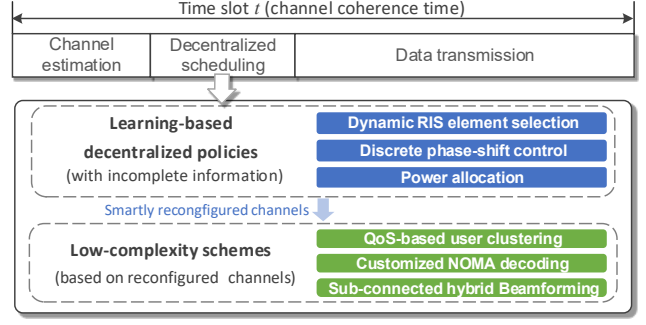 Time slot t (channel coherence time)
Channel estimation
Decentralized scheduling
Data transmission
Learning-based
decentralized policies
(with incomplete information)
Dynamic RIS element selection
Discrete phase-shift control
Power allocation
Smartly recongfigured channels
Low-complexity schemes
(based on reconfigured channels)
QoS-based user clustering
Customized NOMA decoding
Sub-connected hybrid Beamforming